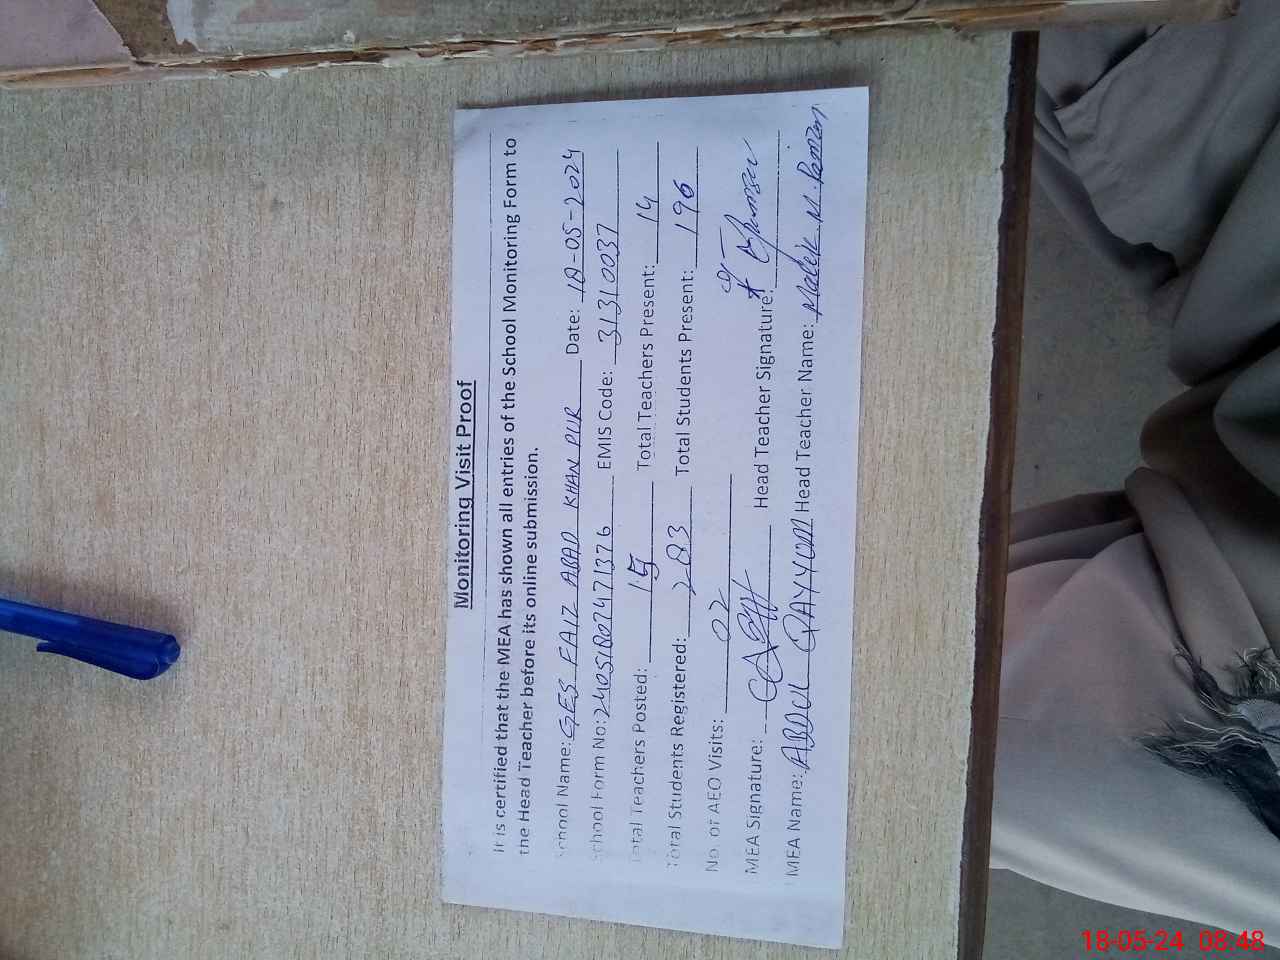 Monitoring Visit Proof
It is certified that the MEA has shown all entries of the School Monitoring Form to
the Head Teacher before its online submission.
School Name: GES FAIZ ABAD KHAN PUR Date: 18-05-2024
School Form No: 24051807471376 EMIS Code: 31310037
Total Teachers Posted: 15 Total Teachers Present: 14
Total Students Registered: 283 Total Students Present: 196
No of AEO Visits: 02
MEA Signature: Head Teacher Signature:
MEA Name: ABDUL QAYYOM Head Teacher Name: Malik M.
18-05-24 08:48